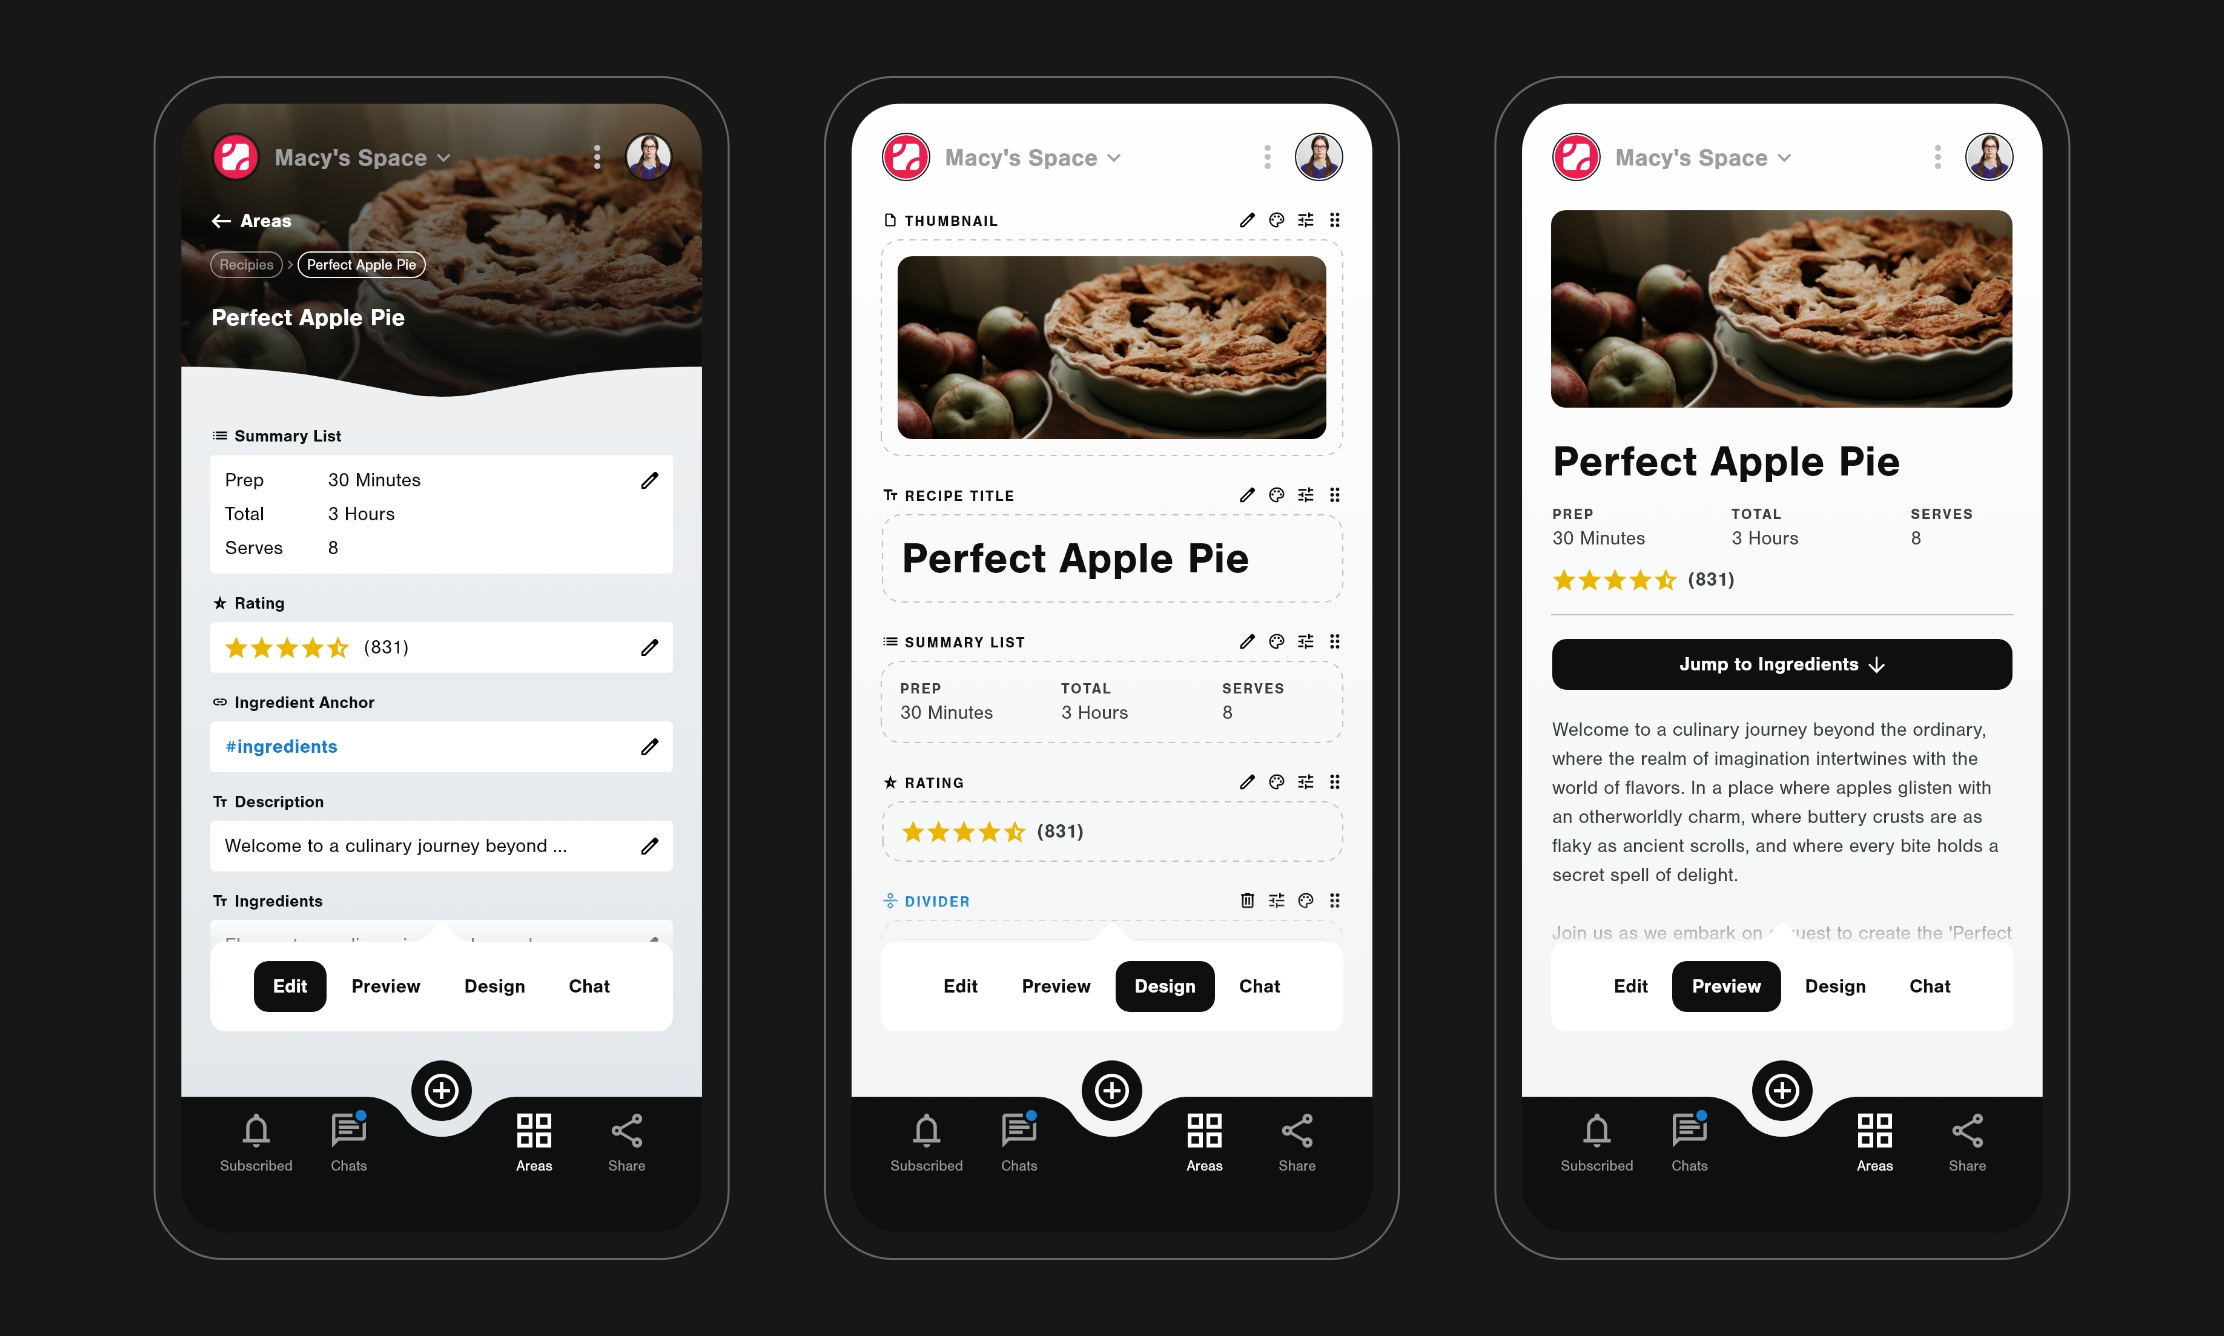 Macy's Space
Areas
Recipies > Perfect Apple Pie
Perfect Apple Pie
Summary List
Prep 30 Minutes
Total 3 Hours
Serves 8
Rating
(831)
Ingredient Anchor
#ingredients
Description
Welcome to a culinary journey beyond ...
Ingredients
Edit Preview Design Chat
Subscribed Chats Areas Share
Macy's Space
THUMBNAIL
RECIPE TITLE
Perfect Apple Pie
SUMMARY LIST
PREP TOTAL SERVES
30 Minutes 3 Hours 8
RATING
(831)
DIVIDER
Edit Preview Design Chat
Subscribed Chats Areas Share
Macy's Space
Perfect Apple Pie
PREP TOTAL SERVES
30 Minutes 3 Hours 8
(831)
Jump to Ingredients
Welcome to a culinary journey beyond the ordinary,
where the realm of imagination intertwines with the
world of flavors. In a place where apples glisten with
an otherworldly charm, where buttery crusts are as
flaky as ancient scrolls, and where every bite holds a
secret spell of delight.
Join us as we embark on to create the 'Perfect
Edit Preview Design Chat
Subscribed Chats Areas Share